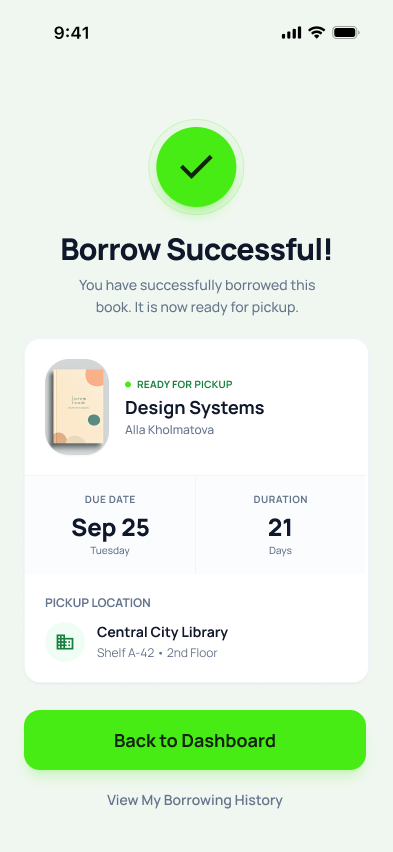 9:41
Borrow Successful!
You have successfully borrowed this
book. It is now ready for pickup.
READY FOR PICKUP
Design Systems
Alla Kholmatova
DUE DATE
Sep 25
Tuesday
DURATION
21
Days
PICKUP LOCATION
Central City Library
Shelf A-42 • 2nd Floor
Back to Dashboard
View My Borrowing History